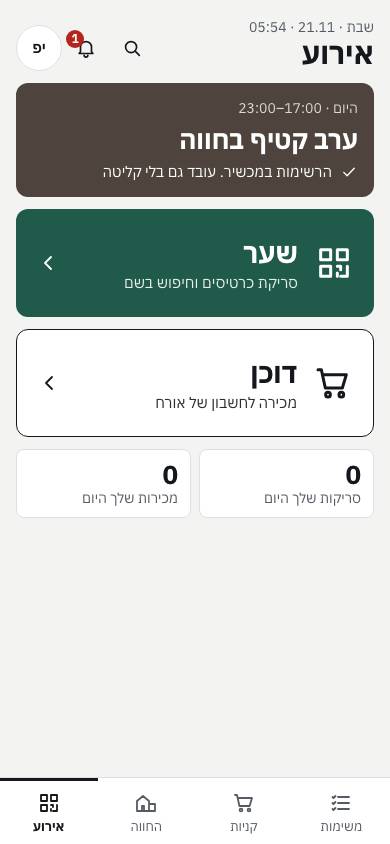 שבת · 21.11 · 05:54
אירוע
1
יפ
היום · 17:00–23:00
ערב קטיף בחווה
הרשימות במכשיר. עובד גם בלי קליטה
שער
סריקת כרטיסים וחיפוש בשם
דוכן
מכירה לחשבון של אורח
0
סריקות שלך היום
0
מכירות שלך היום
משימות
קניות
החווה
אירוע